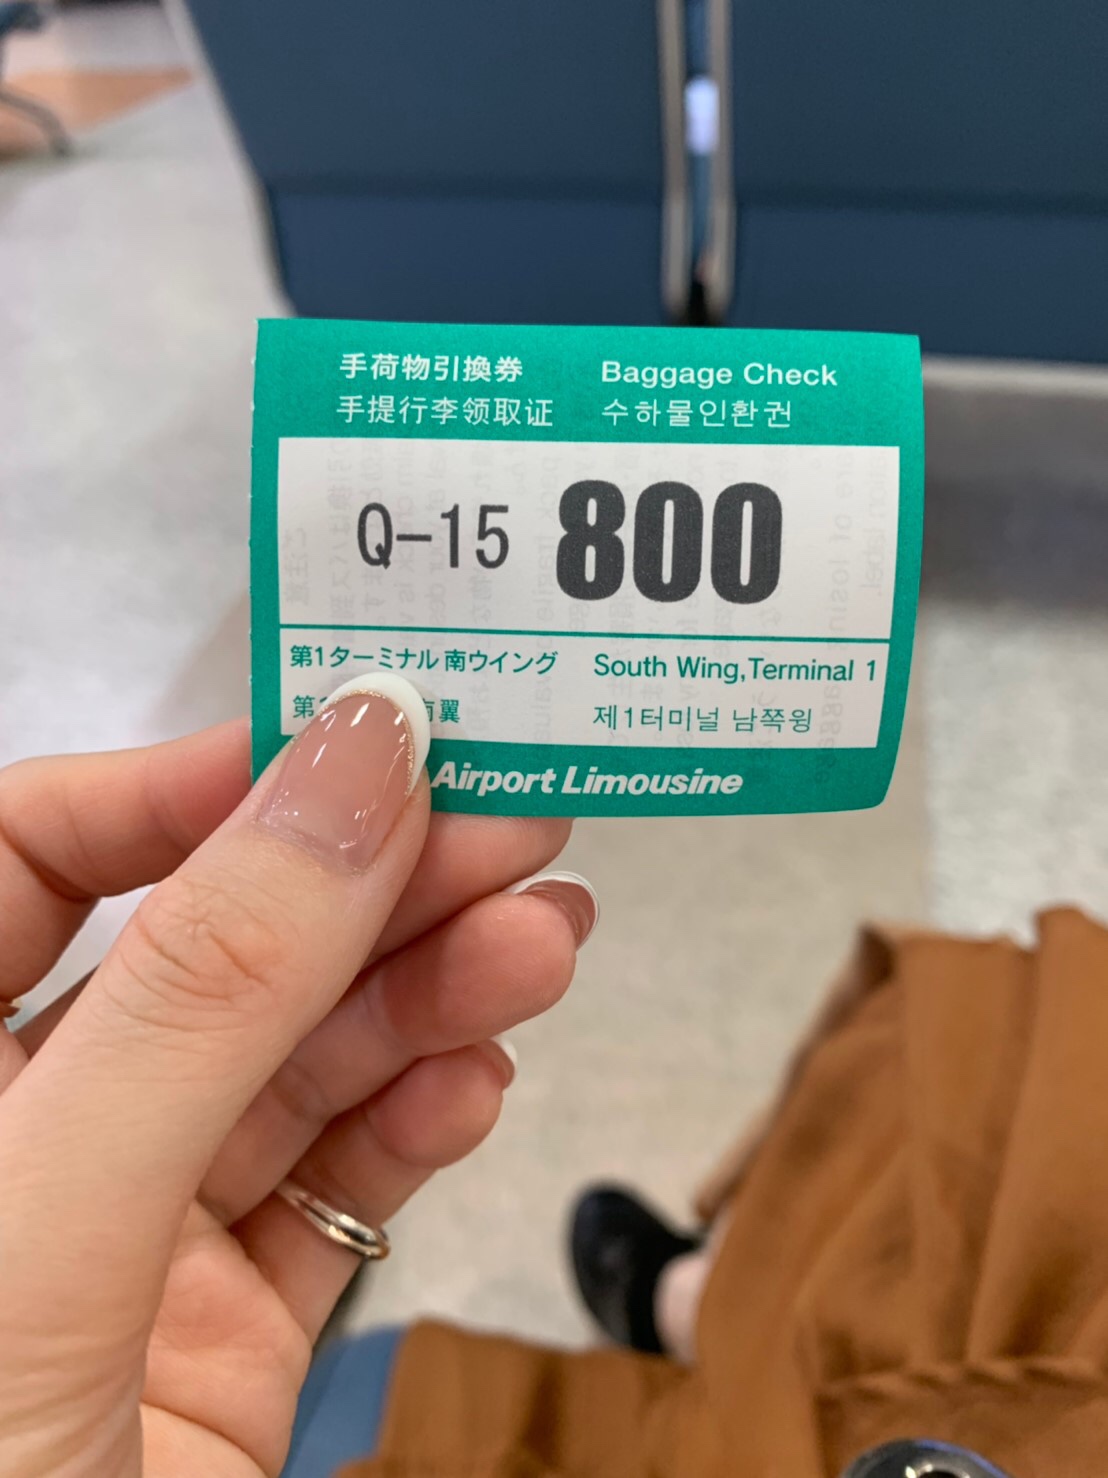 手荷物引換券 Baggage Check
手提行李领取证 수하물인환권
Q-15 800
第1ターミナル 南ウイング South Wing,Terminal 1
第 翼 제1터미널 남쪽윙
Airport Limousine